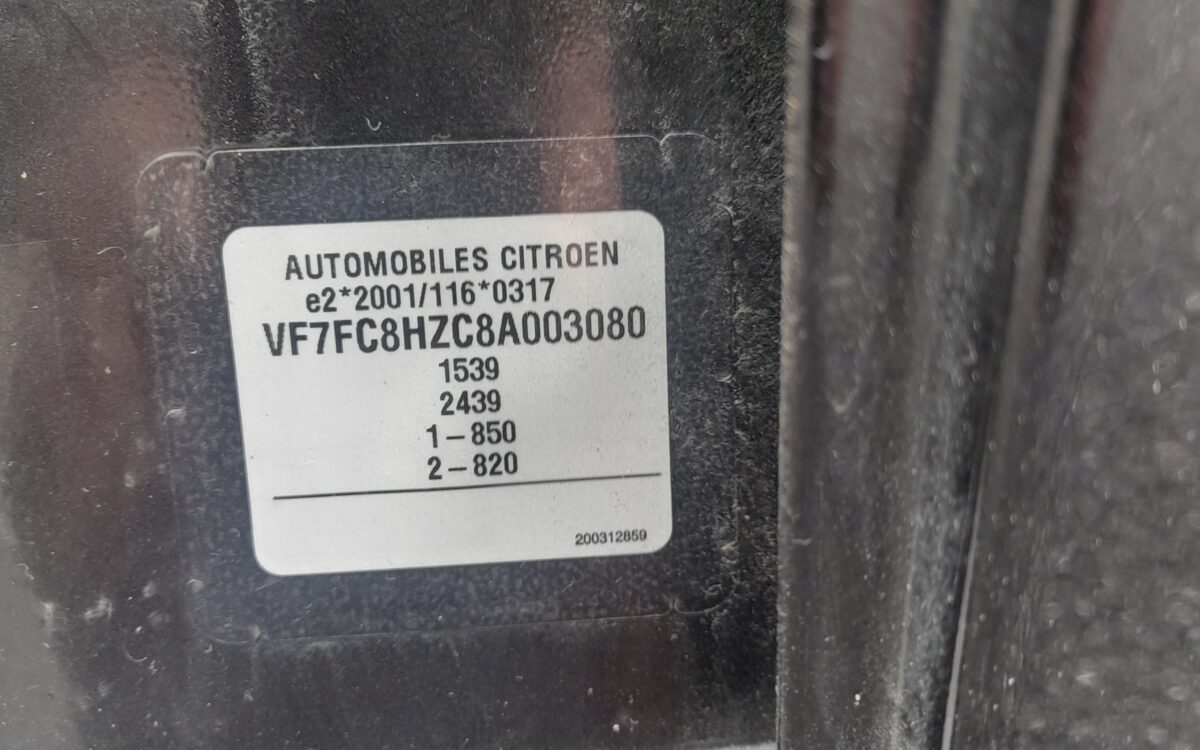 AUTOMOBILES CITROEN
e2*2001/116*0317
VF7FC8HZC8A003080
1539
2439
1-850
2-820
200312859